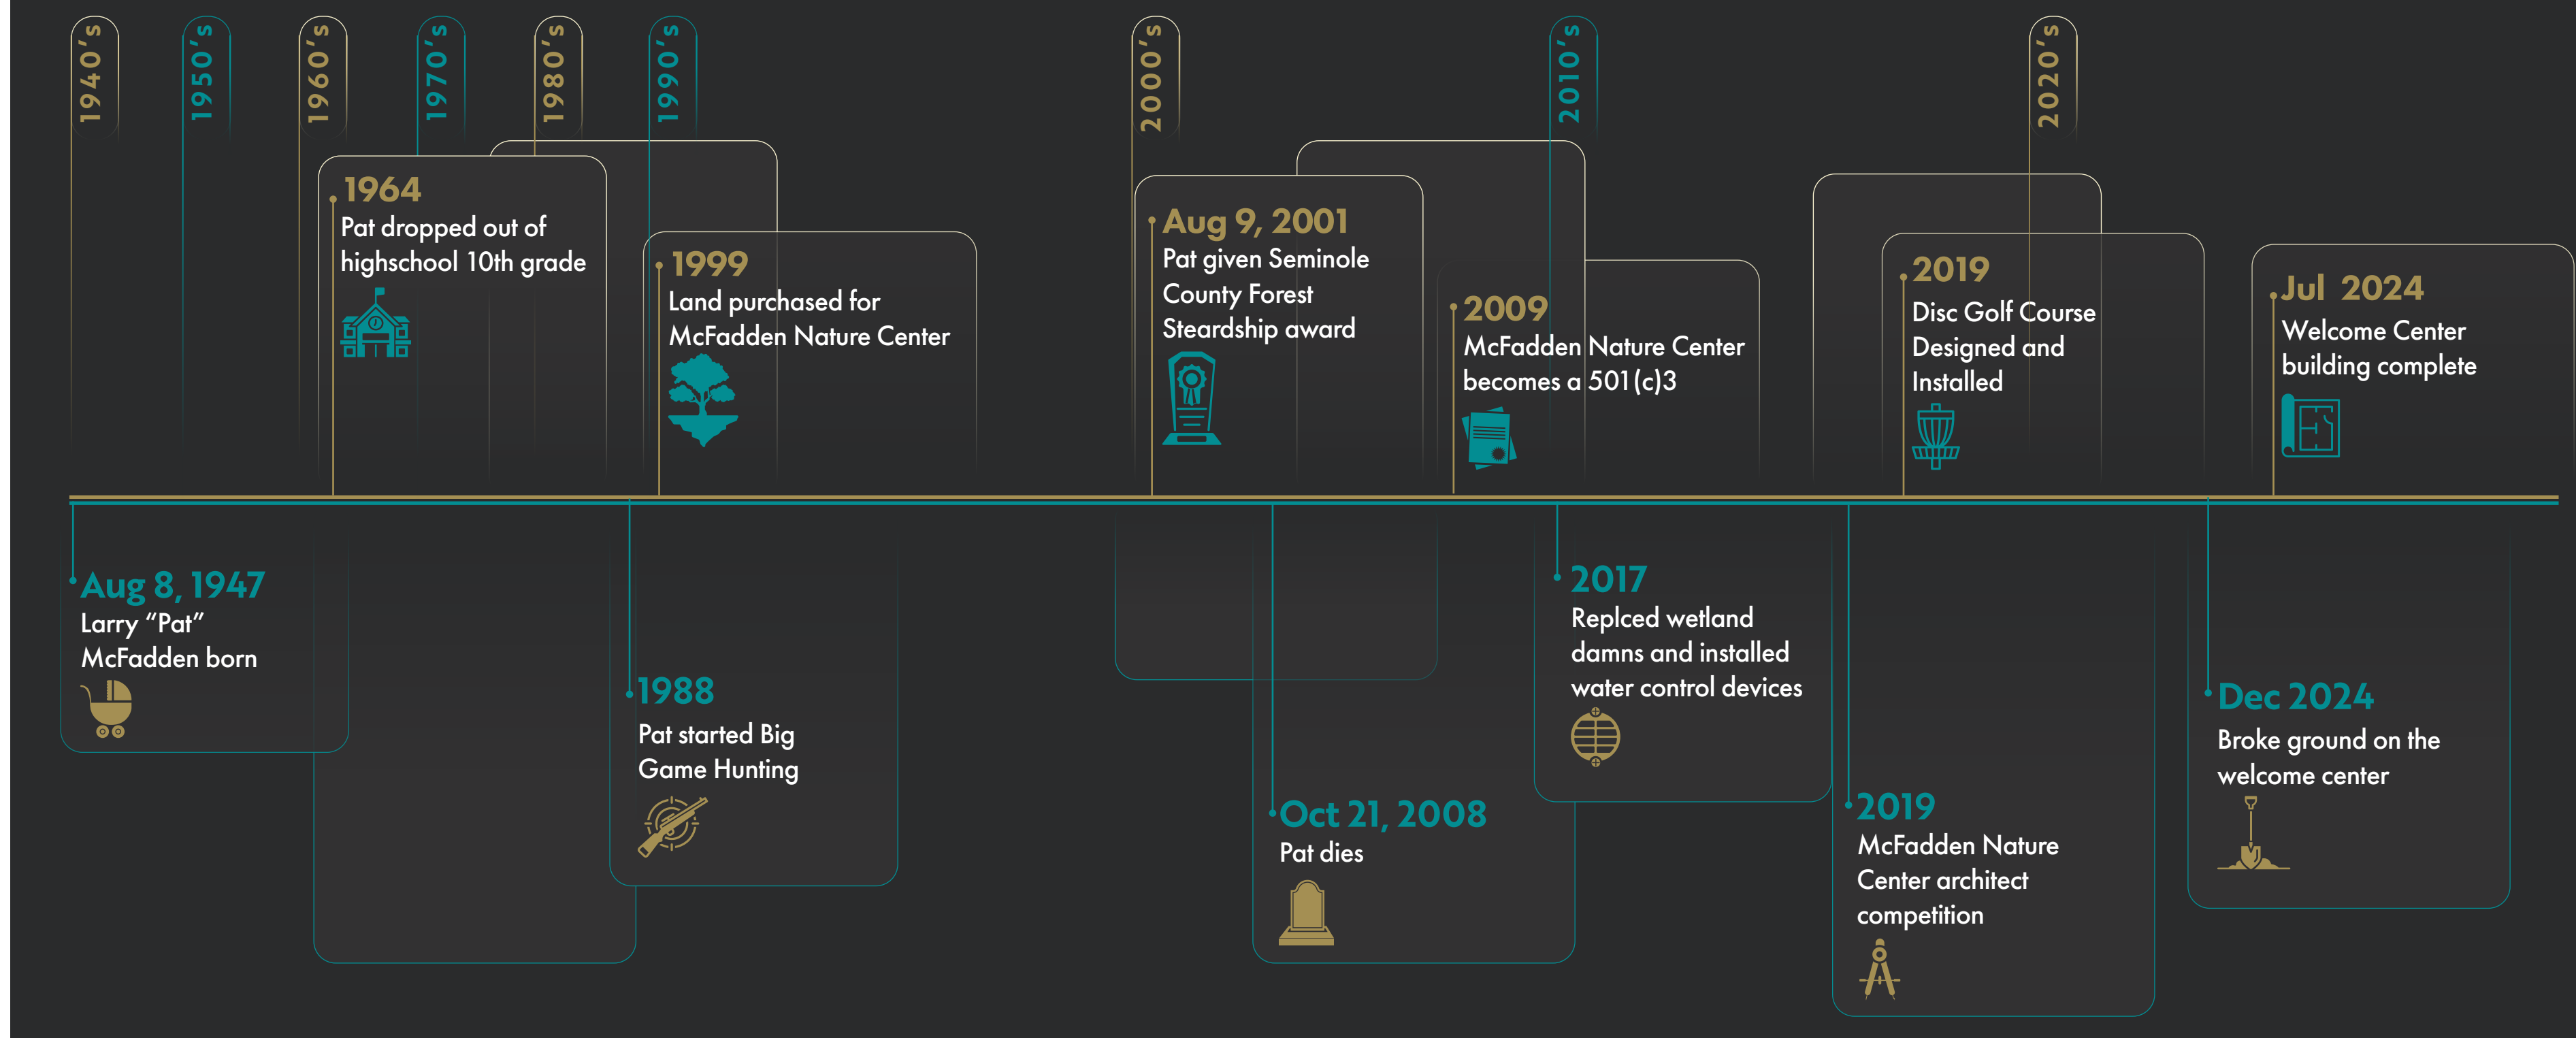 1940's
1950's
1960's
1970's
1980's
1990's
2000's
2010's
2020's
1964
Pat dropped out of
highschool 10th grade
1999
Land purchased for
McFadden Nature Center
Aug 9, 2001
Pat given Seminole
County Forest
Steardship award
2009
McFadden Nature Center
becomes a 501(c)3
2019
Disc Golf Course
Designed and
Installed
Jul 2024
Welcome Center
building complete
Aug 8, 1947
Larry “Pat”
McFadden born
1988
Pat started Big
Game Hunting
Oct 21, 2008
Pat dies
2017
Replced wetland
damns and installed
water control devices
2019
McFadden Nature
Center architect
competition
Dec 2024
Broke ground on the
welcome center